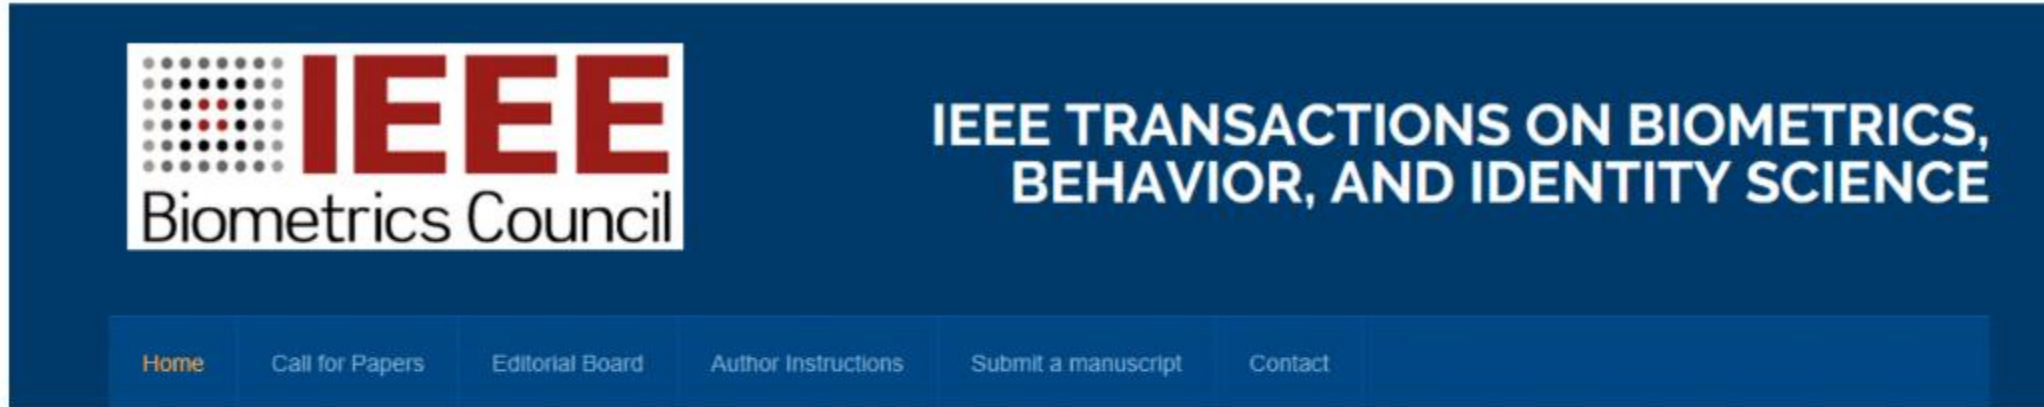 IEEE
Biometrics Council
IEEE TRANSACTIONS ON BIOMETRICS,
BEHAVIOR, AND IDENTITY SCIENCE
Home Call for Papers Editorial Board Author Instructions Submit a manuscript Contact